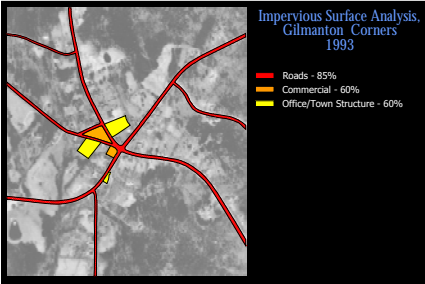 Impervious Surface Analysis,
Gilmanton Corners
1993
Roads - 85%
Commercial - 60%
Office/Town Structure - 60%